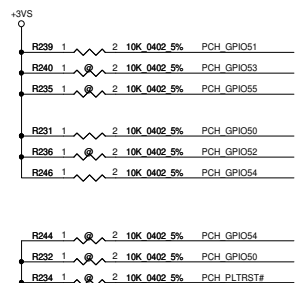 +3VS
R239 1 2 10K_0402_5% PCH_GPIO51
R240 1 @ 2 10K_0402_5% PCH_GPIO53
R235 1 @ 2 10K_0402_5% PCH_GPIO55
R231 1 2 10K_0402_5% PCH_GPIO50
R236 1 @ 2 10K_0402_5% PCH_GPIO52
R246 1 2 10K_0402_5% PCH_GPIO54
R244 1 @ 2 10K_0402_5% PCH_GPIO54
R232 1 @ 2 10K_0402_5% PCH_GPIO50
R234 1 @ 2 10K_0402_5% PCH_PLTRST#